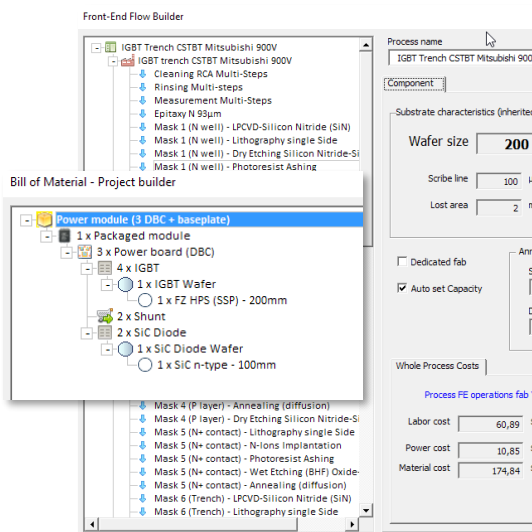 Front-End Flow Builder
IGBT Trench CSTBT Mitsubishi 900V
IGBT trench CSTBT Mitsubishi 900V
Cleaning RCA Multi-Steps
Rinsing Multi-steps
Measurement Multi-Steps
Epitaxy N 93µm
Mask 1 (N well) - LPCVD-Silicon Nitride (SiN)
Mask 1 (N well) - Lithography single Side
Mask 1 (N well) - Dry Etching Silicon Nitride-Si
Mask 1 (N well) - Photoresist Ashing
Bill of Material - Project builder
Power module (3 DBC + baseplate)
1 x Packaged module
3 x Power board (DBC)
4 x IGBT
1 x IGBT Wafer
1 x FZ HPS (SSP) - 200mm
2 x Shunt
2 x SiC Diode
1 x SiC Diode Wafer
1 x SiC n-type - 100mm
Mask 4 (P layer) - Annealing (diffusion)
Mask 4 (P layer) - Dry Etching Silicon Nitride-Si
Mask 5 (N+ contact) - Lithography single Side
Mask 5 (N+ contact) - N-Ions Implantation
Mask 5 (N+ contact) - Photoresist Ashing
Mask 5 (N+ contact) - Wet Etching (BHF) Oxide-
Mask 5 (N+ contact) - Annealing (diffusion)
Mask 6 (Trench) - LPCVD-Silicon Nitride (SiN)
Mask 6 (Trench) - Lithography single Side
Process name
IGBT Trench CSTBT Mitsubishi 900
Component
Substrate characteristics (inherite
Wafer size 200
Scribe line 100
Lost area 2
Dedicated fab
Auto set Capacity
Whole Process Costs
Process FE operations fab
Labor cost 60,89
Power cost 10,85
Material cost 174,84